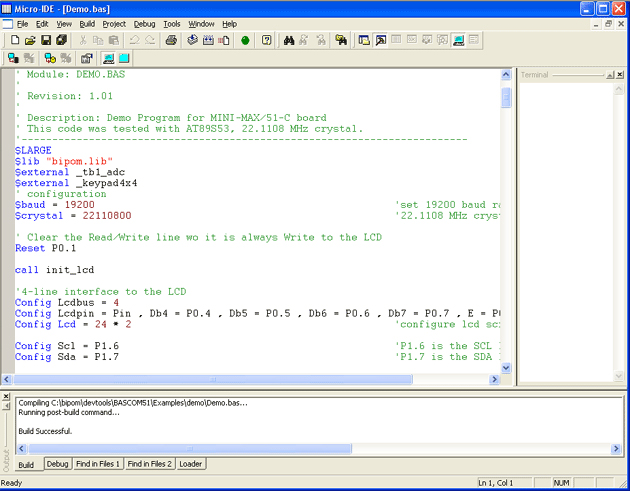 Micro-IDE - [Demo.bas]
File Edit View Build Project Debug Tools Window Help
' Module: DEMO.BAS
'
' Revision: 1.01
'
' Description: Demo Program for MINI-MAX/51-C board
' This code was tested with AT89S53, 22.1108 MHz crystal.
'--------------------------------------------------------------------
$LARGE
$lib "bipom.lib"
$external _tb1_adc
$external _keypad4x4
' configuration
$baud = 19200 'set 19200 baud ra
$crystal = 22110800 '22.1108 MHz crys
' Clear the Read/Write line wo it is always Write to the LCD
Reset P0.1
call init_lcd
'4-line interface to the LCD
Config Lcdbus = 4
Config Lcdpin = Pin , Db4 = P0.4 , Db5 = P0.5 , Db6 = P0.6 , Db7 = P0.7 , E = P0
Config Lcd = 24 * 2 'configure lcd sc
Config Scl = P1.6 'P1.6 is the SCL
Config Sda = P1.7 'P1.7 is the SDA
Terminal
Compiling C:\bipom\devtools\BASCOM51\Examples\demo\Demo.bas...
Running post-build command...
Build Successful.
Output
Build Debug Find in Files 1 Find in Files 2 Loader
Ready Ln 1, Col 1 NUM